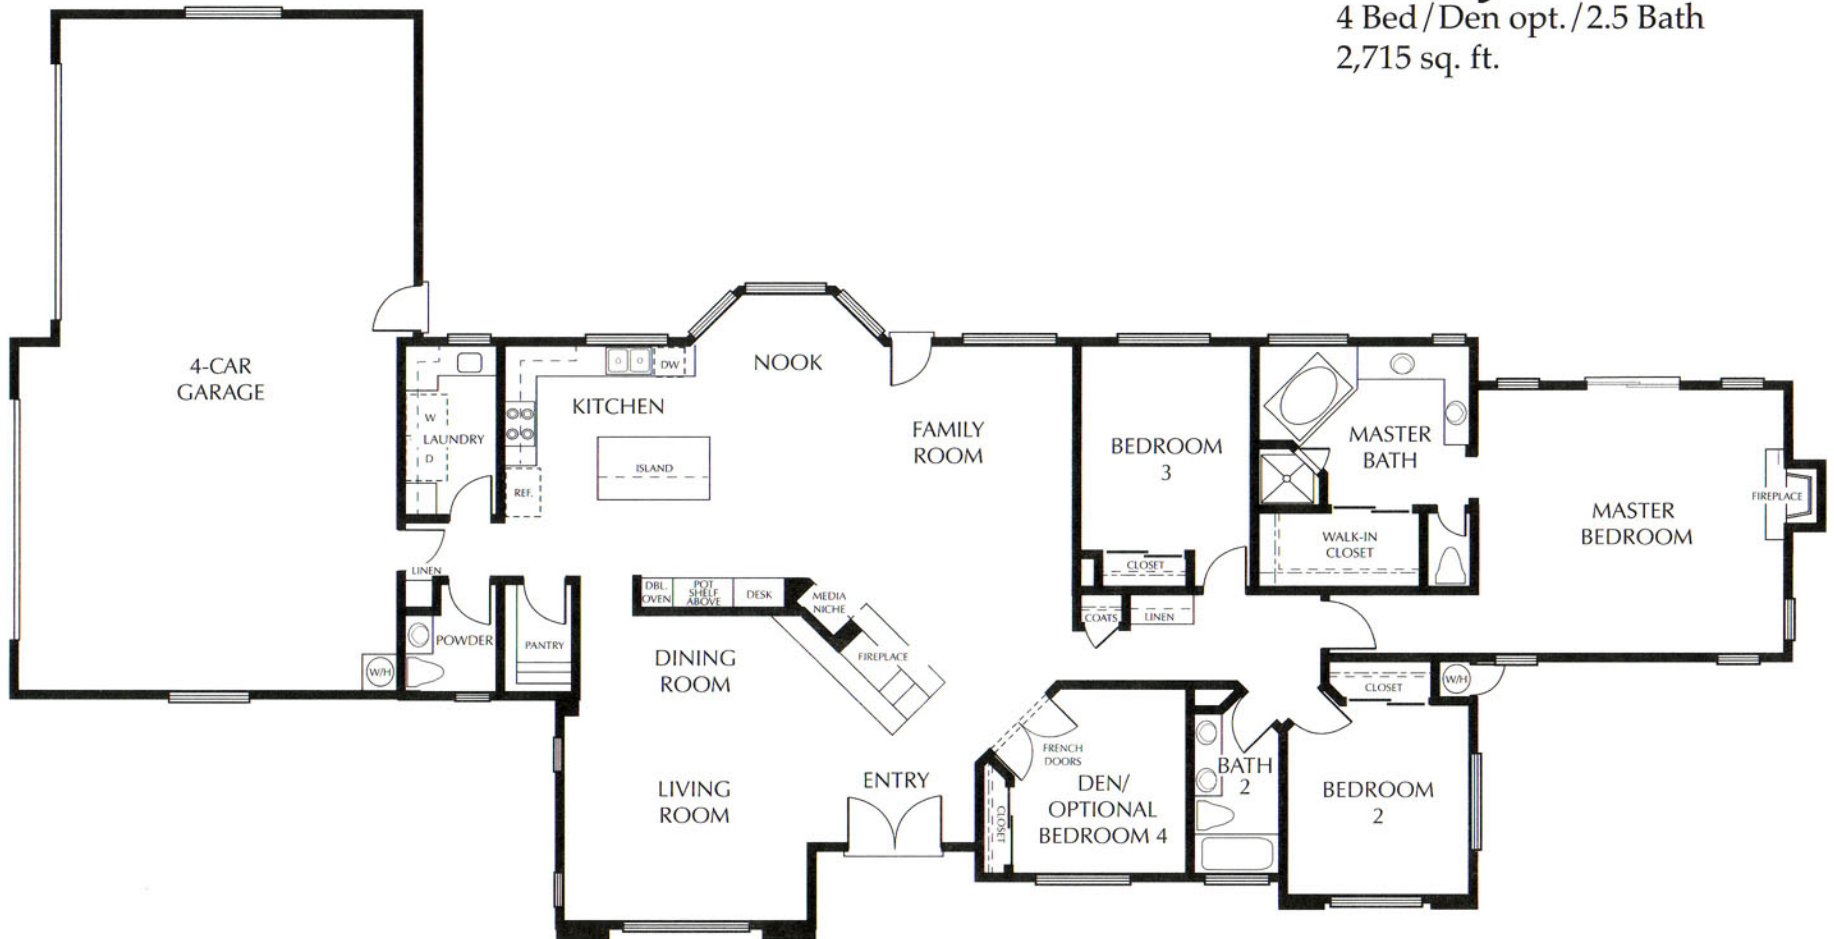 4 Bed/Den opt./2.5 Bath
2,715 sq. ft.
4-CAR
GARAGE
W
LAUNDRY
D
LINEN
POWDER
W/H
PANTRY
KITCHEN
DW
ISLAND
REF.
NOOK
FAMILY
ROOM
DBL.
OVEN
POT
SHELF
ABOVE
DESK
MEDIA
NICHE
FIREPLACE
DINING
ROOM
LIVING
ROOM
ENTRY
BEDROOM
3
CLOSET
COATS
LINEN
MASTER
BATH
WALK-IN
CLOSET
MASTER
BEDROOM
FIREPLACE
FRENCH
DOORS
DEN/
OPTIONAL
BEDROOM 4
CLOSET
BATH
2
CLOSET
W/H
BEDROOM
2